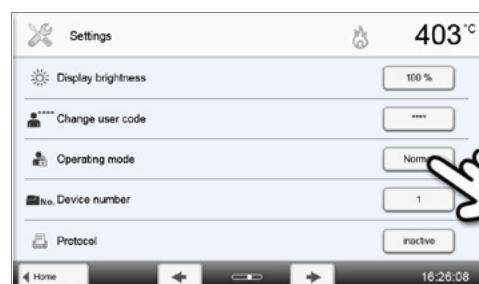 Settings
403 °C
Display brightness 100 %
Change user code ****
Operating mode
No. Device number 1
Protocol inactive
Home
16:26:08